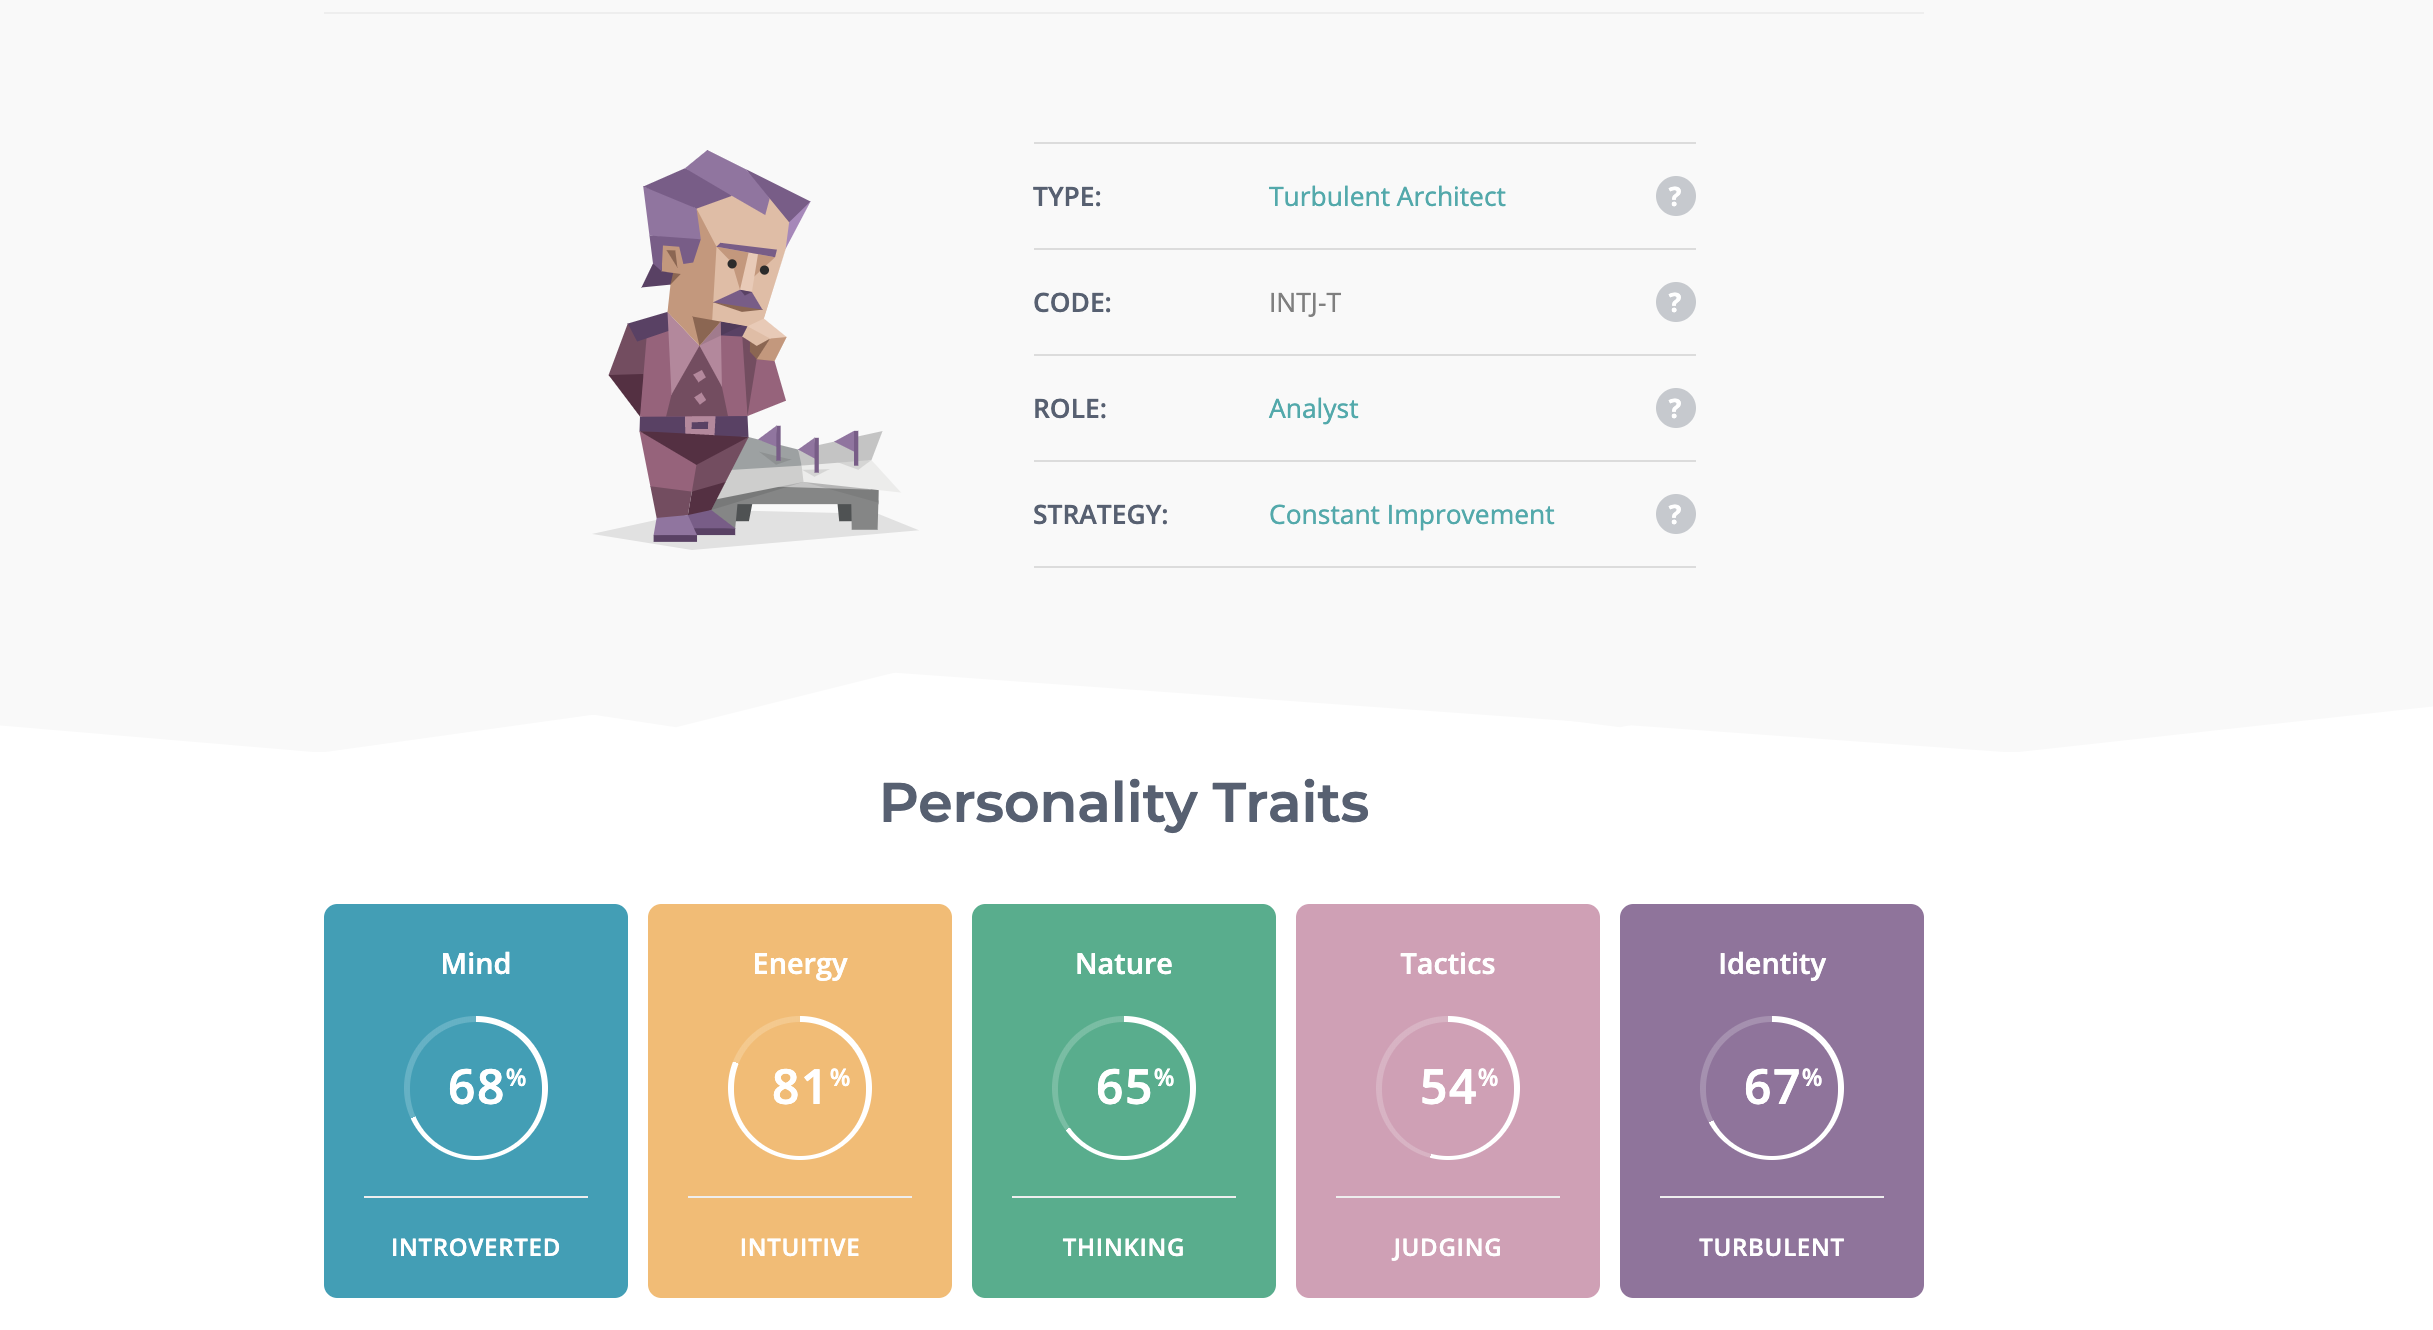 TYPE: Turbulent Architect ?
CODE: INTJ-T ?
ROLE: Analyst ?
STRATEGY: Constant Improvement ?
Personality Traits
Mind Energy Nature Tactics Identity
68% 81% 65% 54% 67%
INTROVERTED INTUITIVE THINKING JUDGING TURBULENT